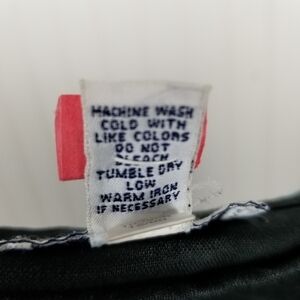 MACHINE WASH
COLD WITH
LIKE COLORS
DO NOT
BLEACH
TUMBLE DRY
LOW
WARM IRON
IF NECESSARY